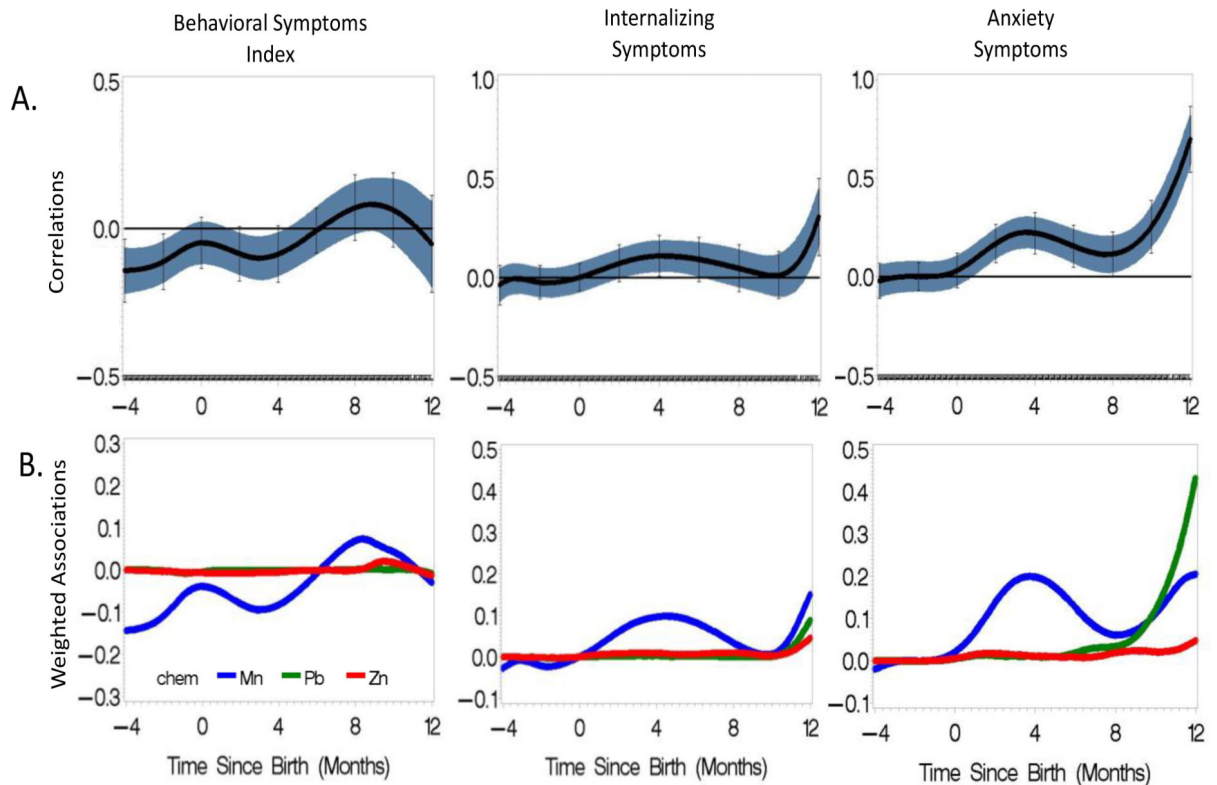 Behavioral Symptoms
Index
Internalizing
Symptoms
Anxiety
Symptoms
A.
Correlations
0.5
0.0
−0.5
−4 0 4 8 12
1.0
0.5
0.0
−0.5
−4 0 4 8 12
1.0
0.5
0.0
−0.5
−4 0 4 8 12
B.
Weighted Associations
0.3
0.2
0.1
0.0
−0.1
−0.2
−0.3
chem Mn Pb Zn
−4 0 4 8 12
Time Since Birth (Months)
0.5
0.4
0.3
0.2
0.1
0.0
−0.1
−4 0 4 8 12
Time Since Birth (Months)
0.5
0.4
0.3
0.2
0.1
0.0
−0.1
−4 0 4 8 12
Time Since Birth (Months)